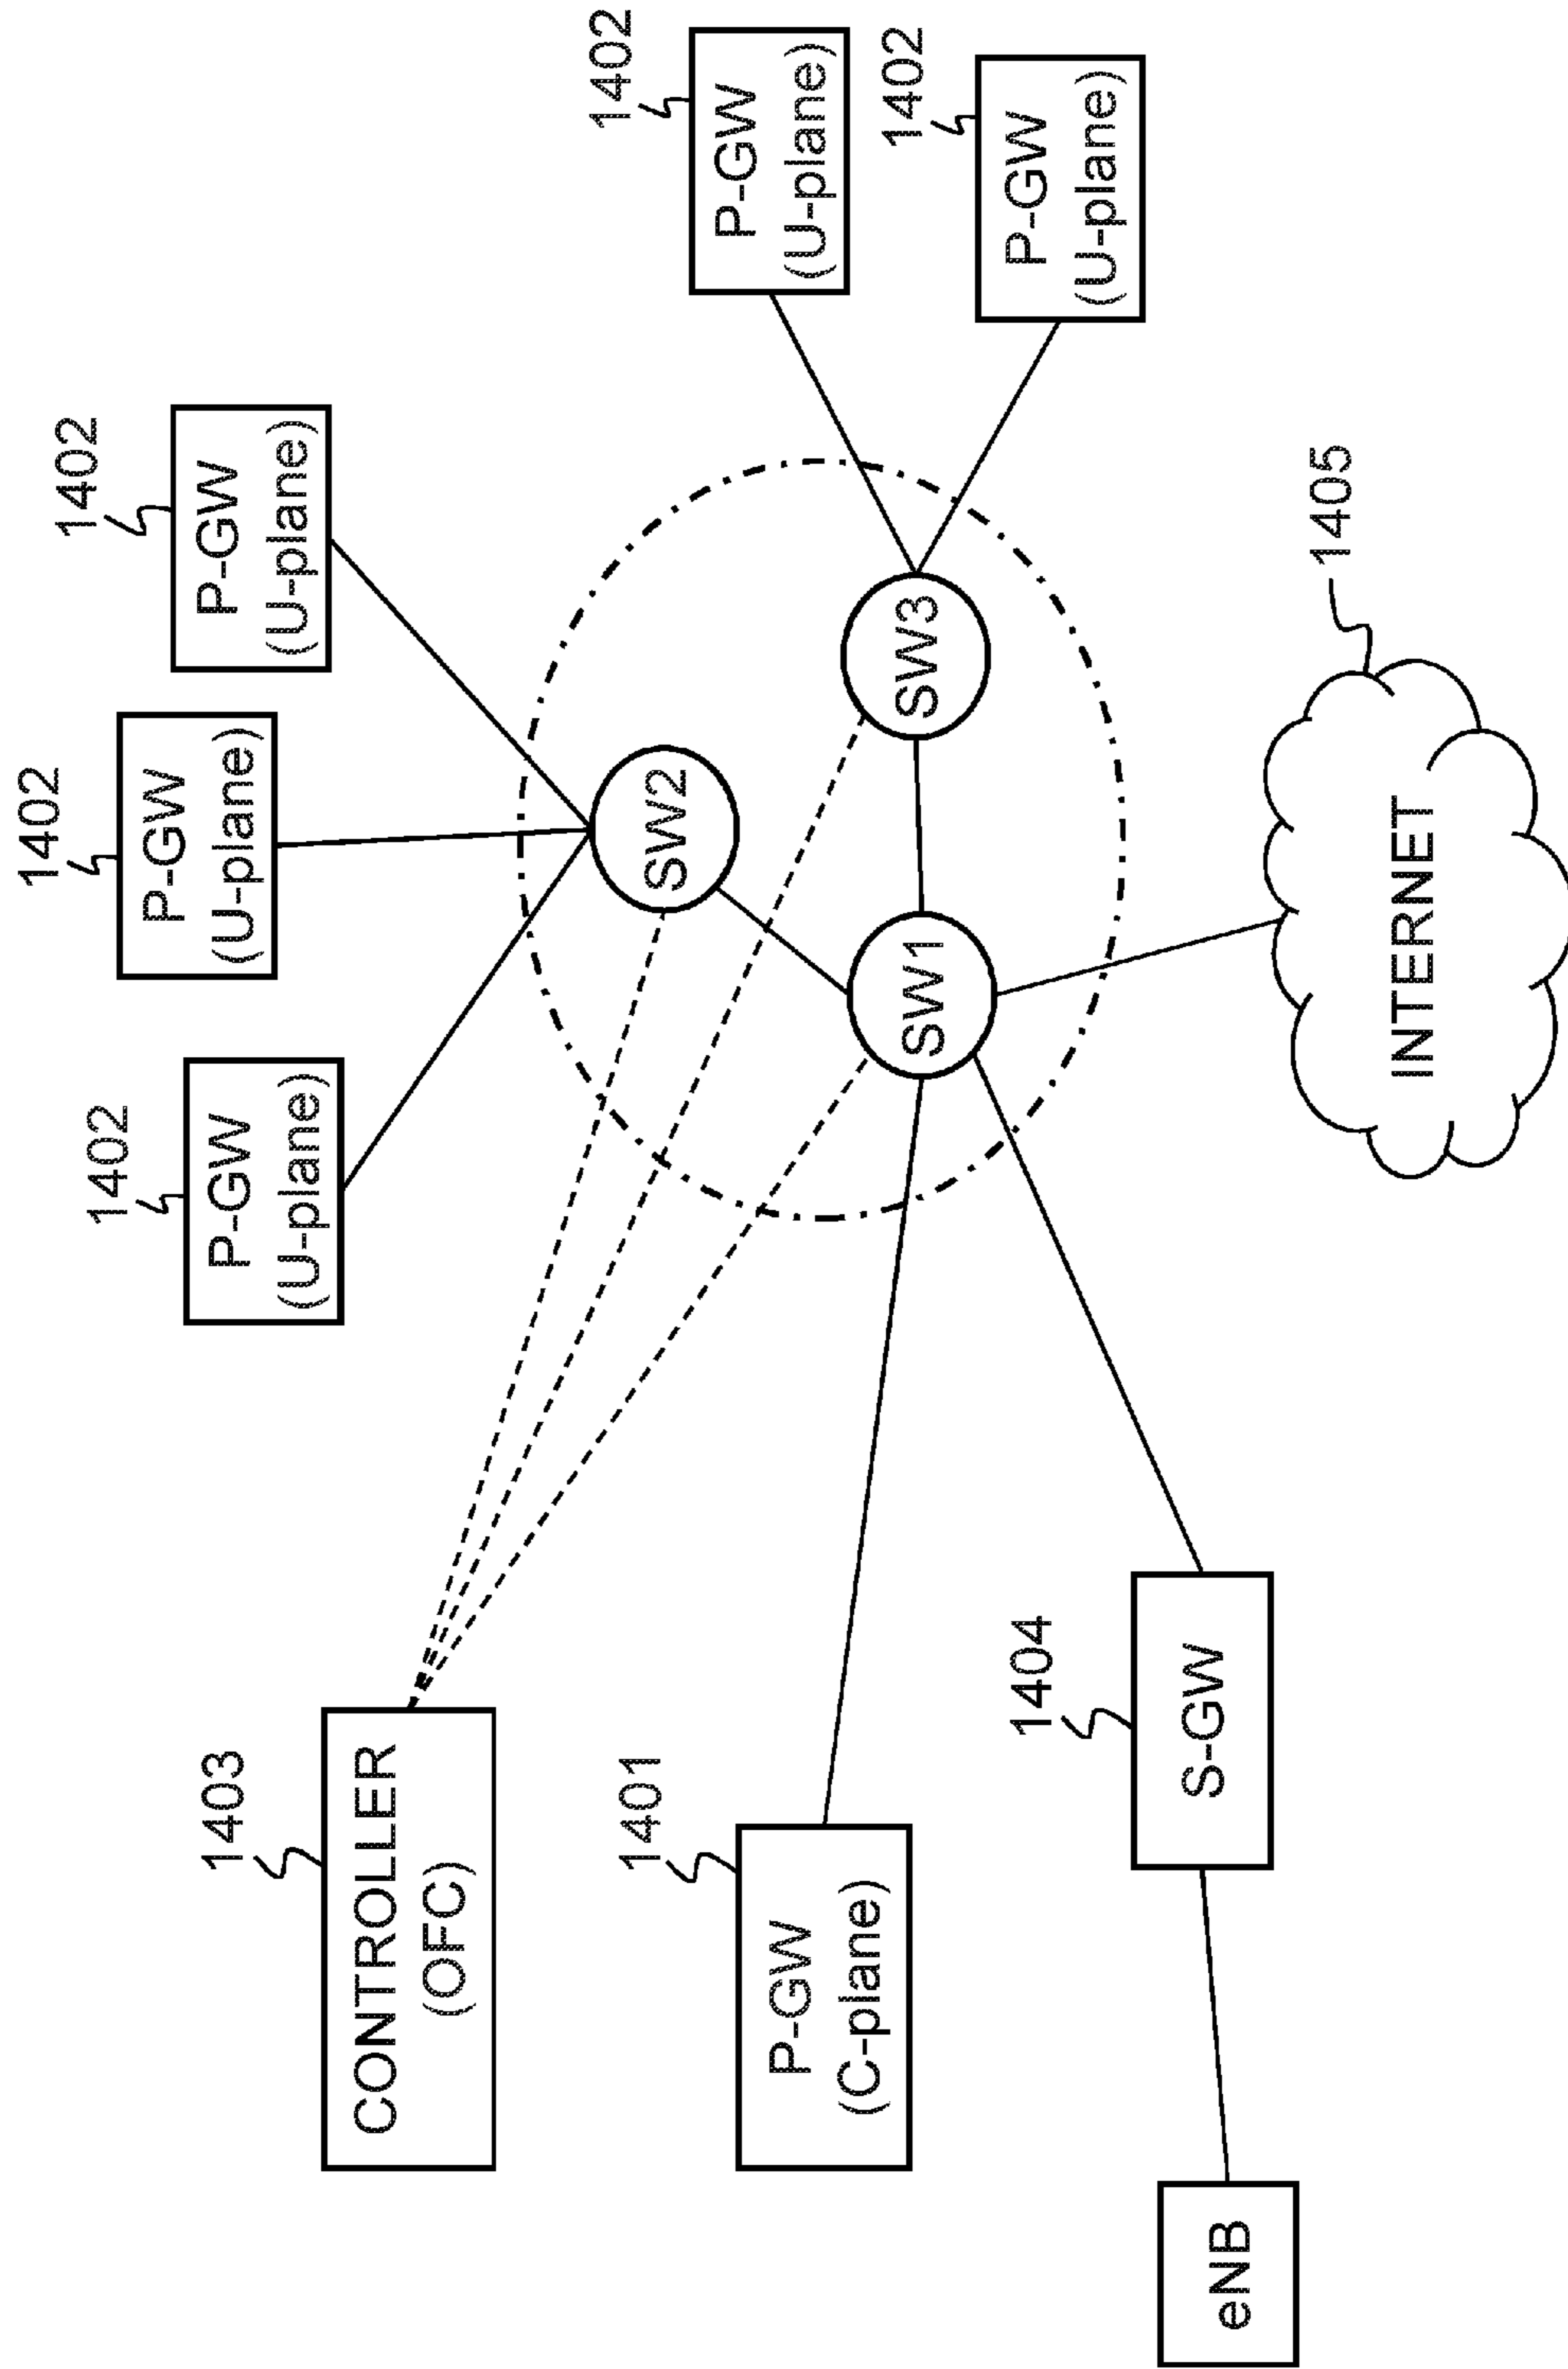 1402
P-GW
(U-plane)
1402
P-GW
(U-plane)
1402
P-GW
(U-plane)
1403
CONTROLLER
(OFC)
SW2
1402
P-GW
(U-plane)
1401
P-GW
(C-plane)
SW1
SW3
1402
P-GW
(U-plane)
1404
S-GW
eNB
INTERNET
1405